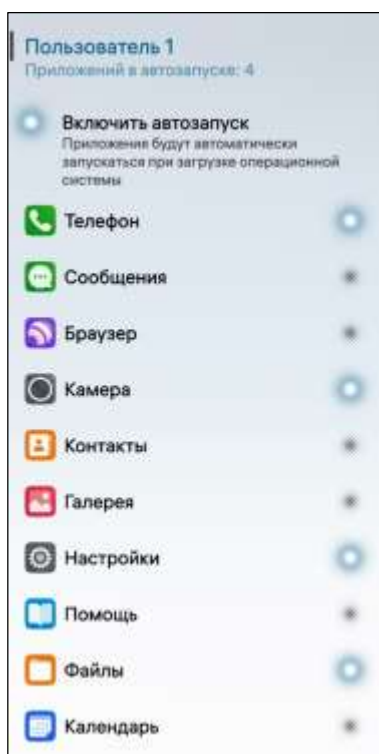 Пользователь 1
Приложений в автозапуске: 4
Включить автозапуск
Приложения будут автоматически
запускаться при загрузке операционной
системы
Телефон
Сообщения
Браузер
Камера
Контакты
Галерея
Настройки
Помощь
Файлы
Календарь